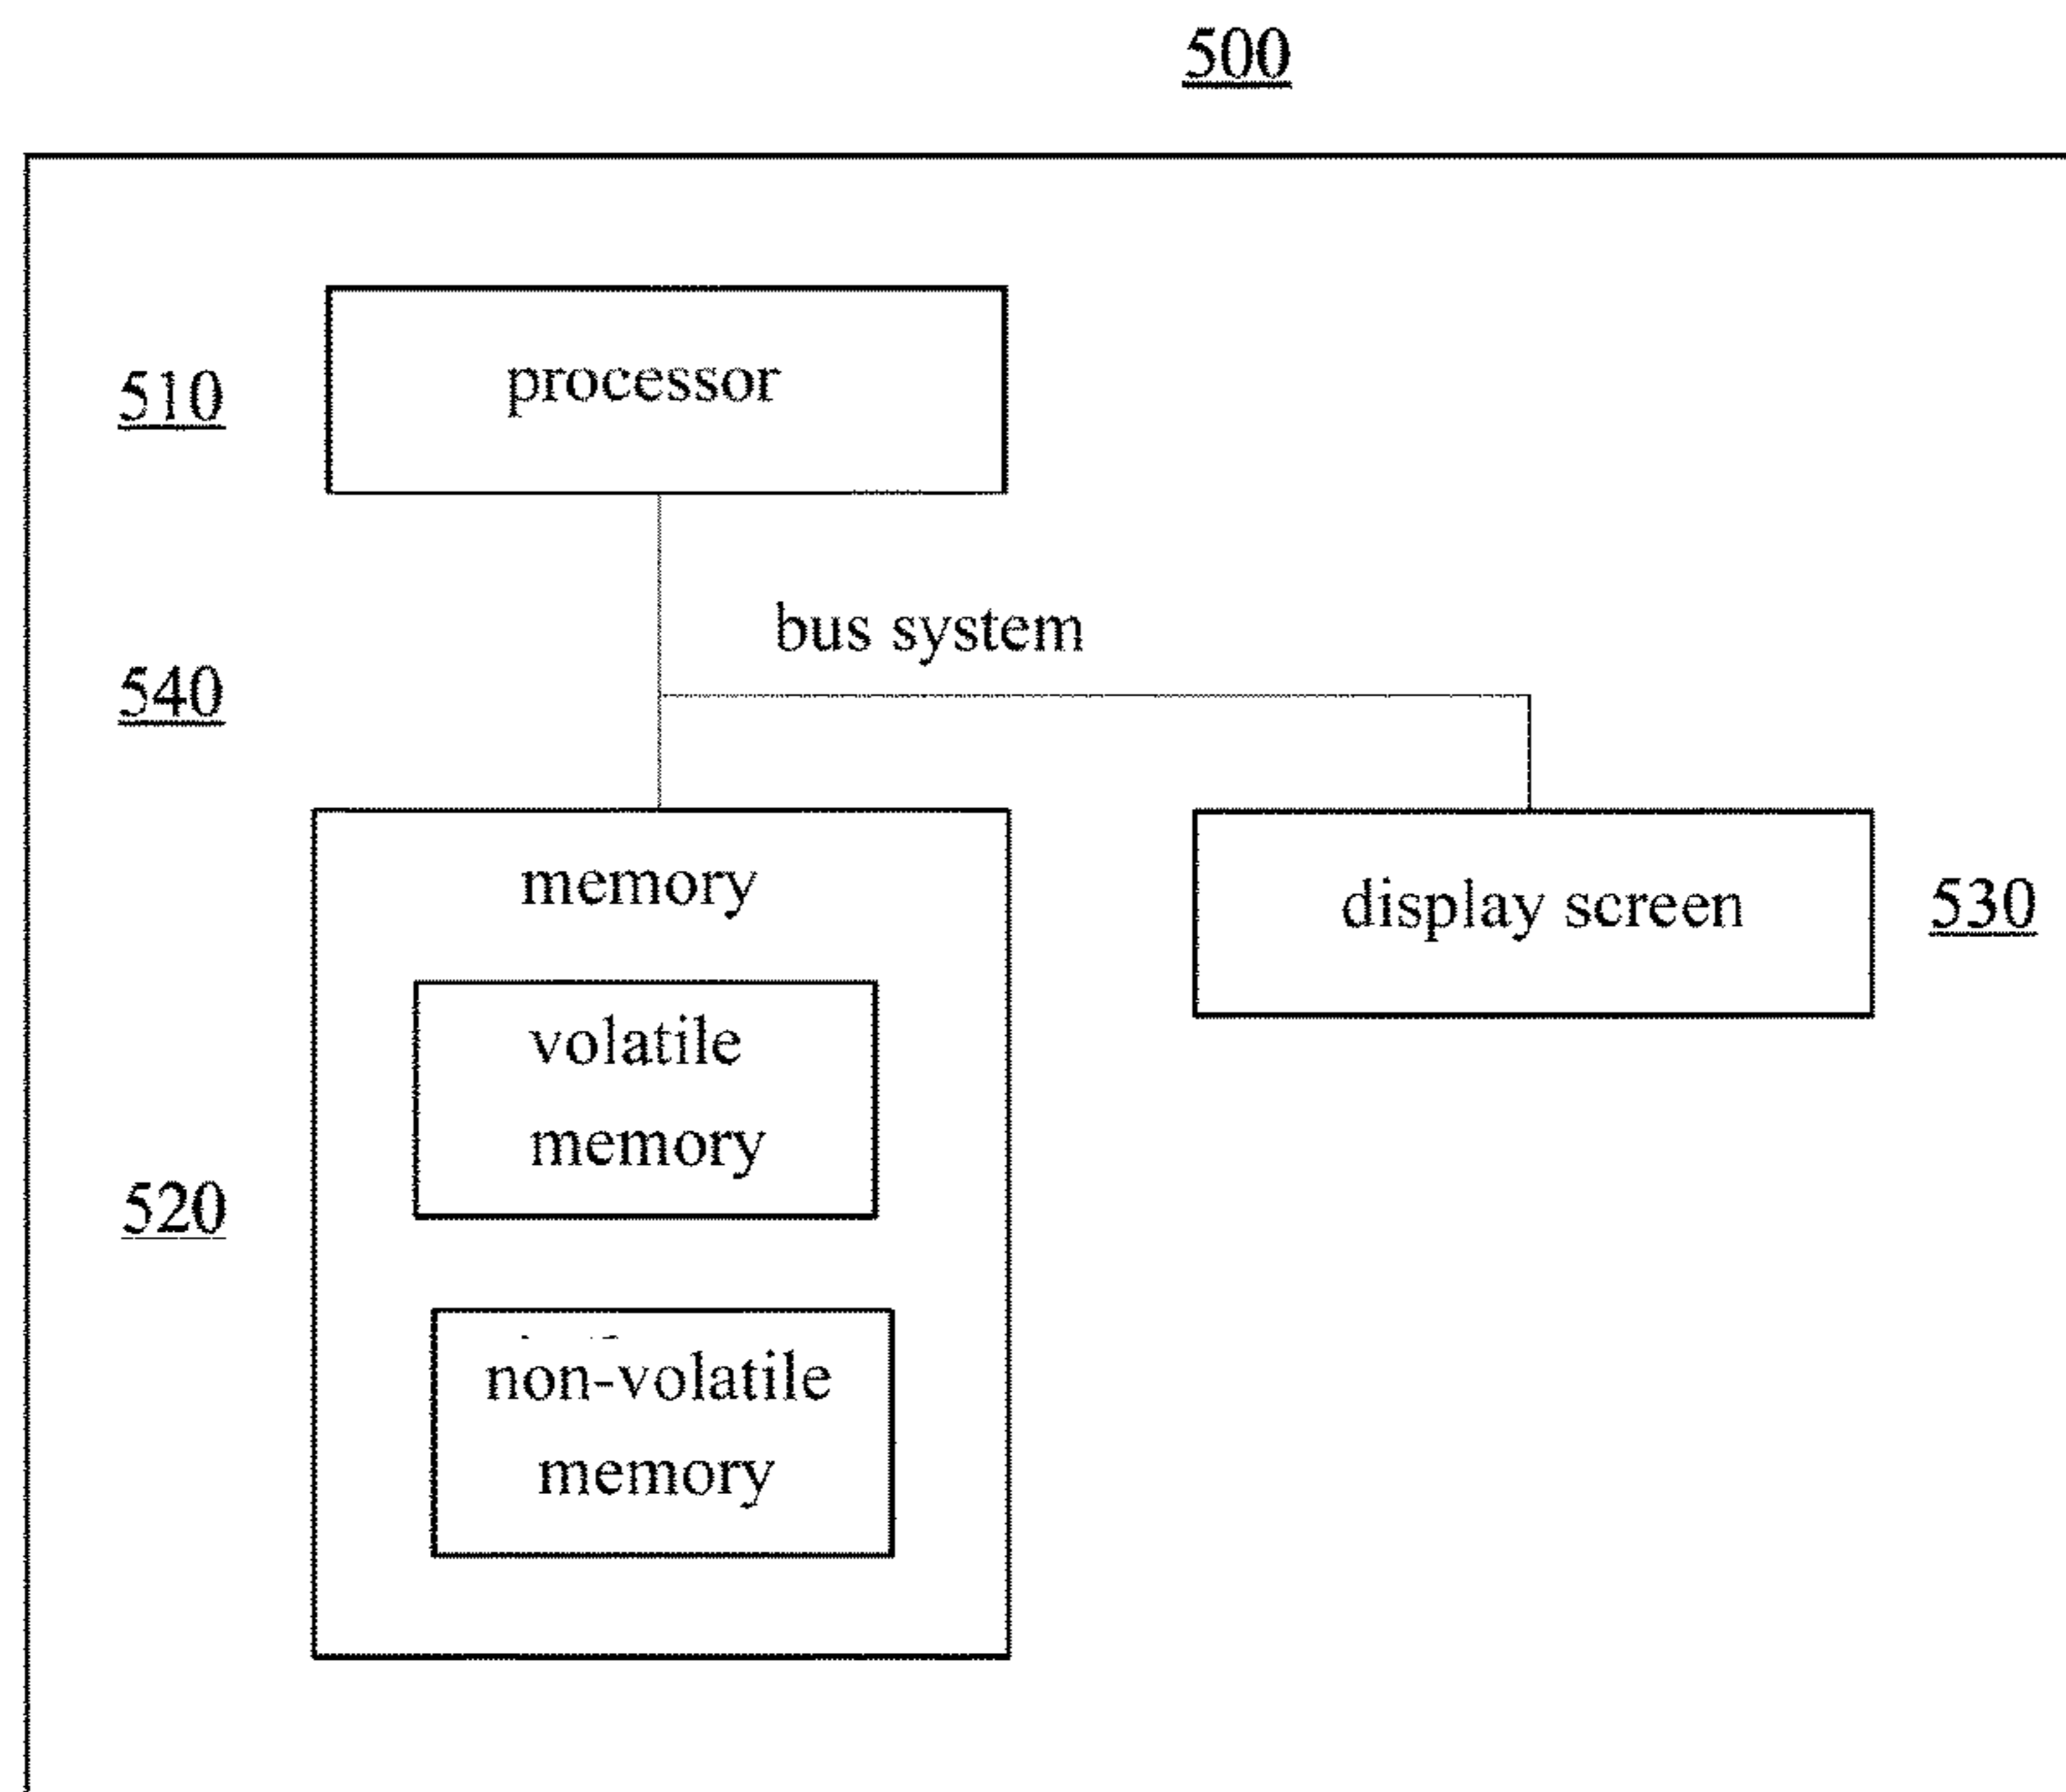 500
510
processor
bus system
540
memory
display screen
530
volatile
memory
520
non-volatile
memory